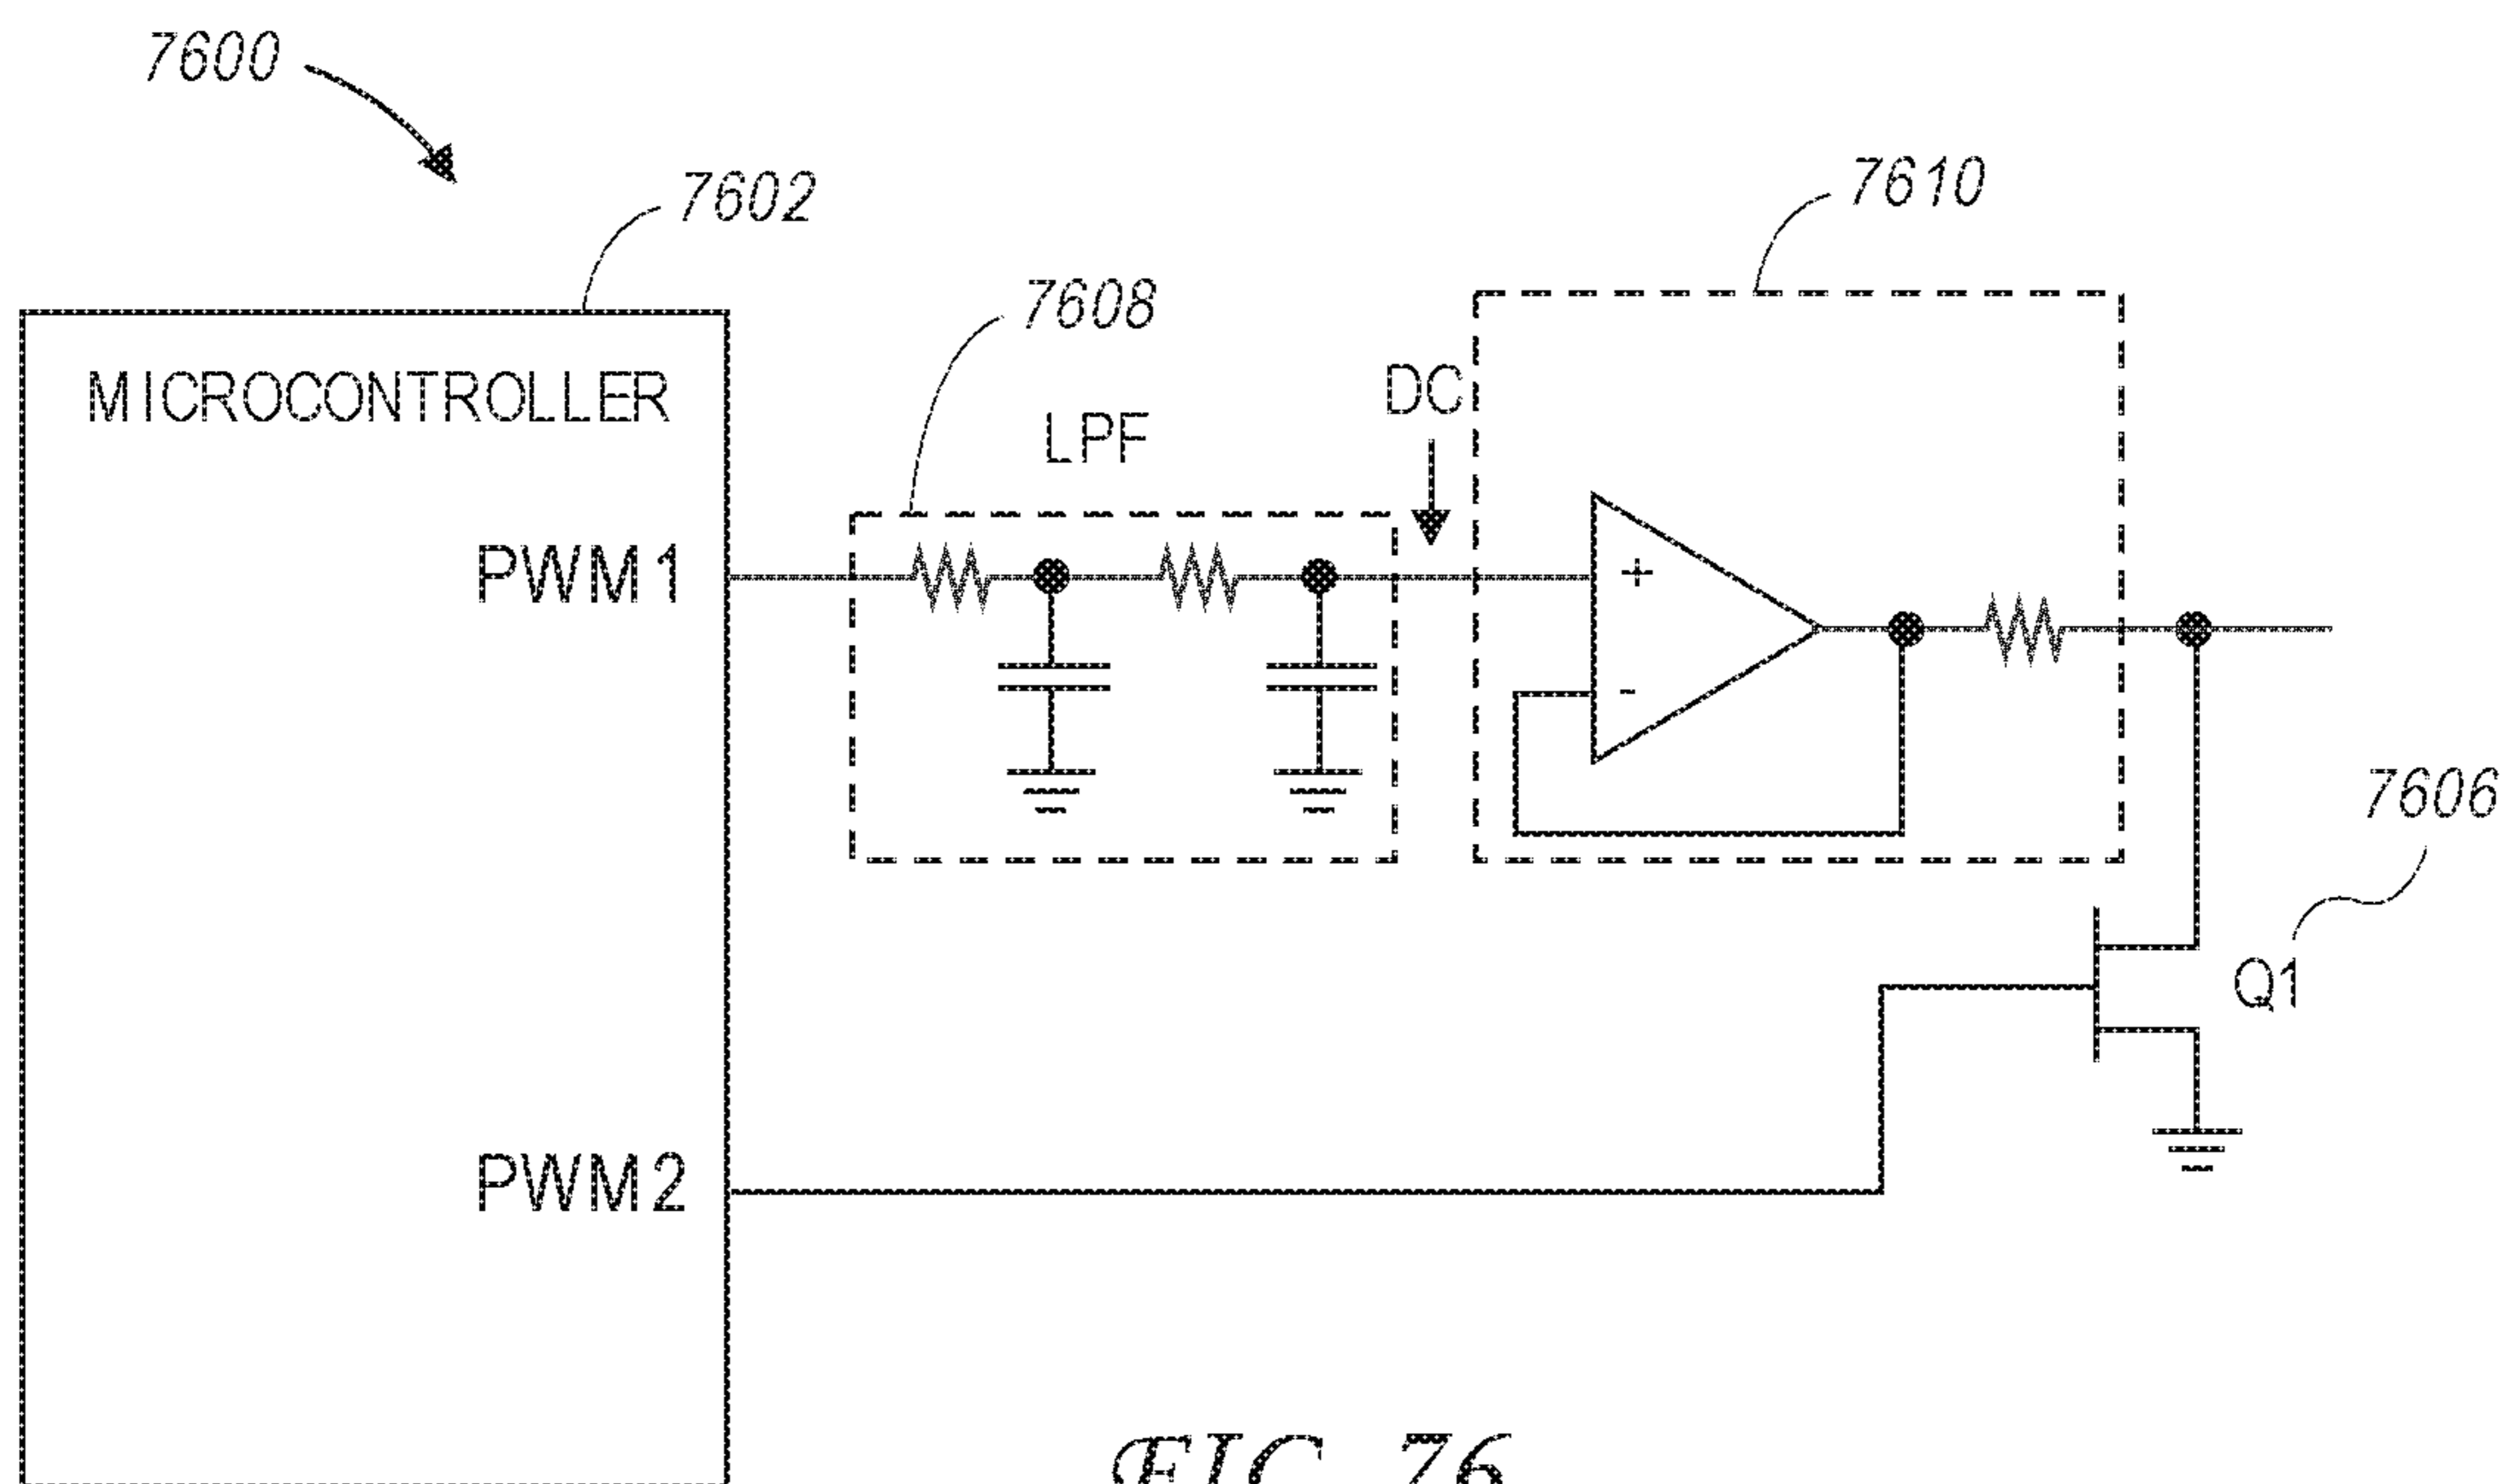 7600
7602
7610
7608
MICROCONTROLLER
DC
LPF
PWM1
+
-
7606
Q1
PWM2
FIG. 76